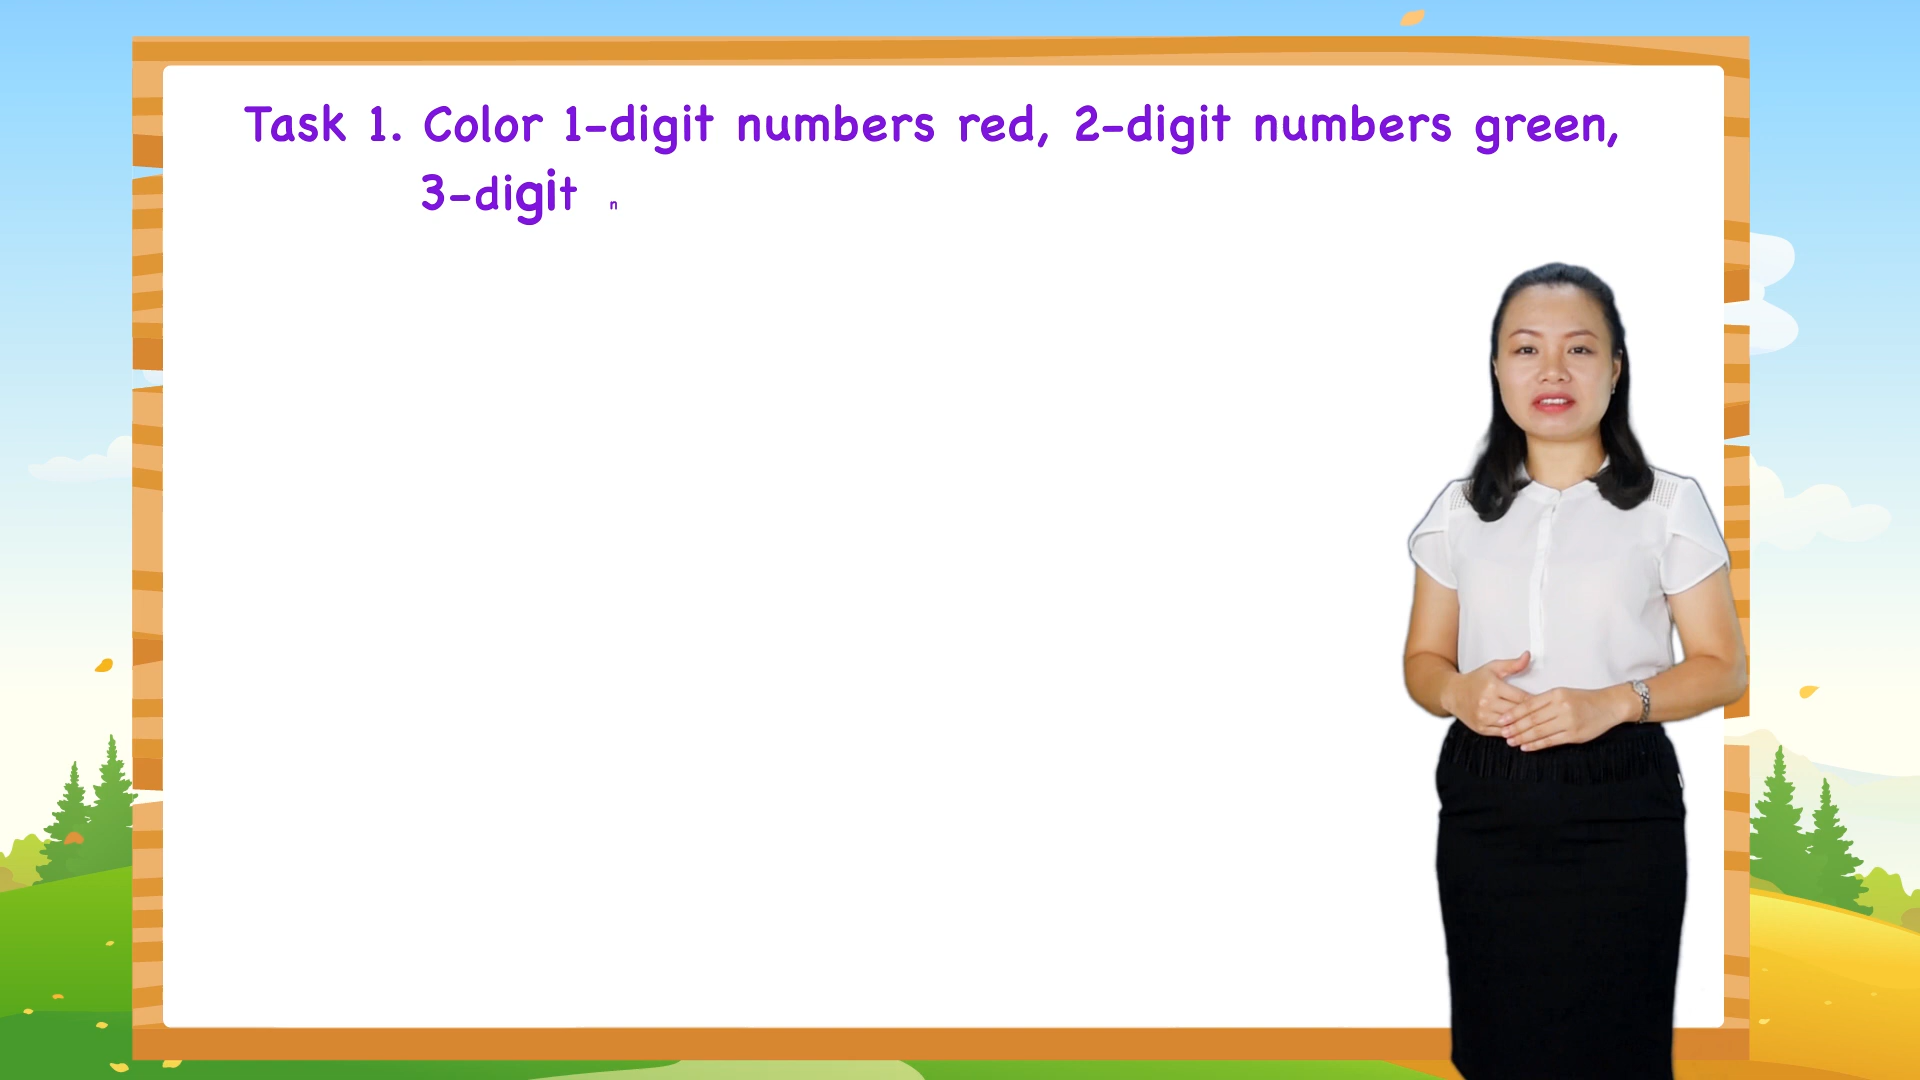 Task 1. Color 1-digit numbers red, 2-digit numbers green,
3-digit n